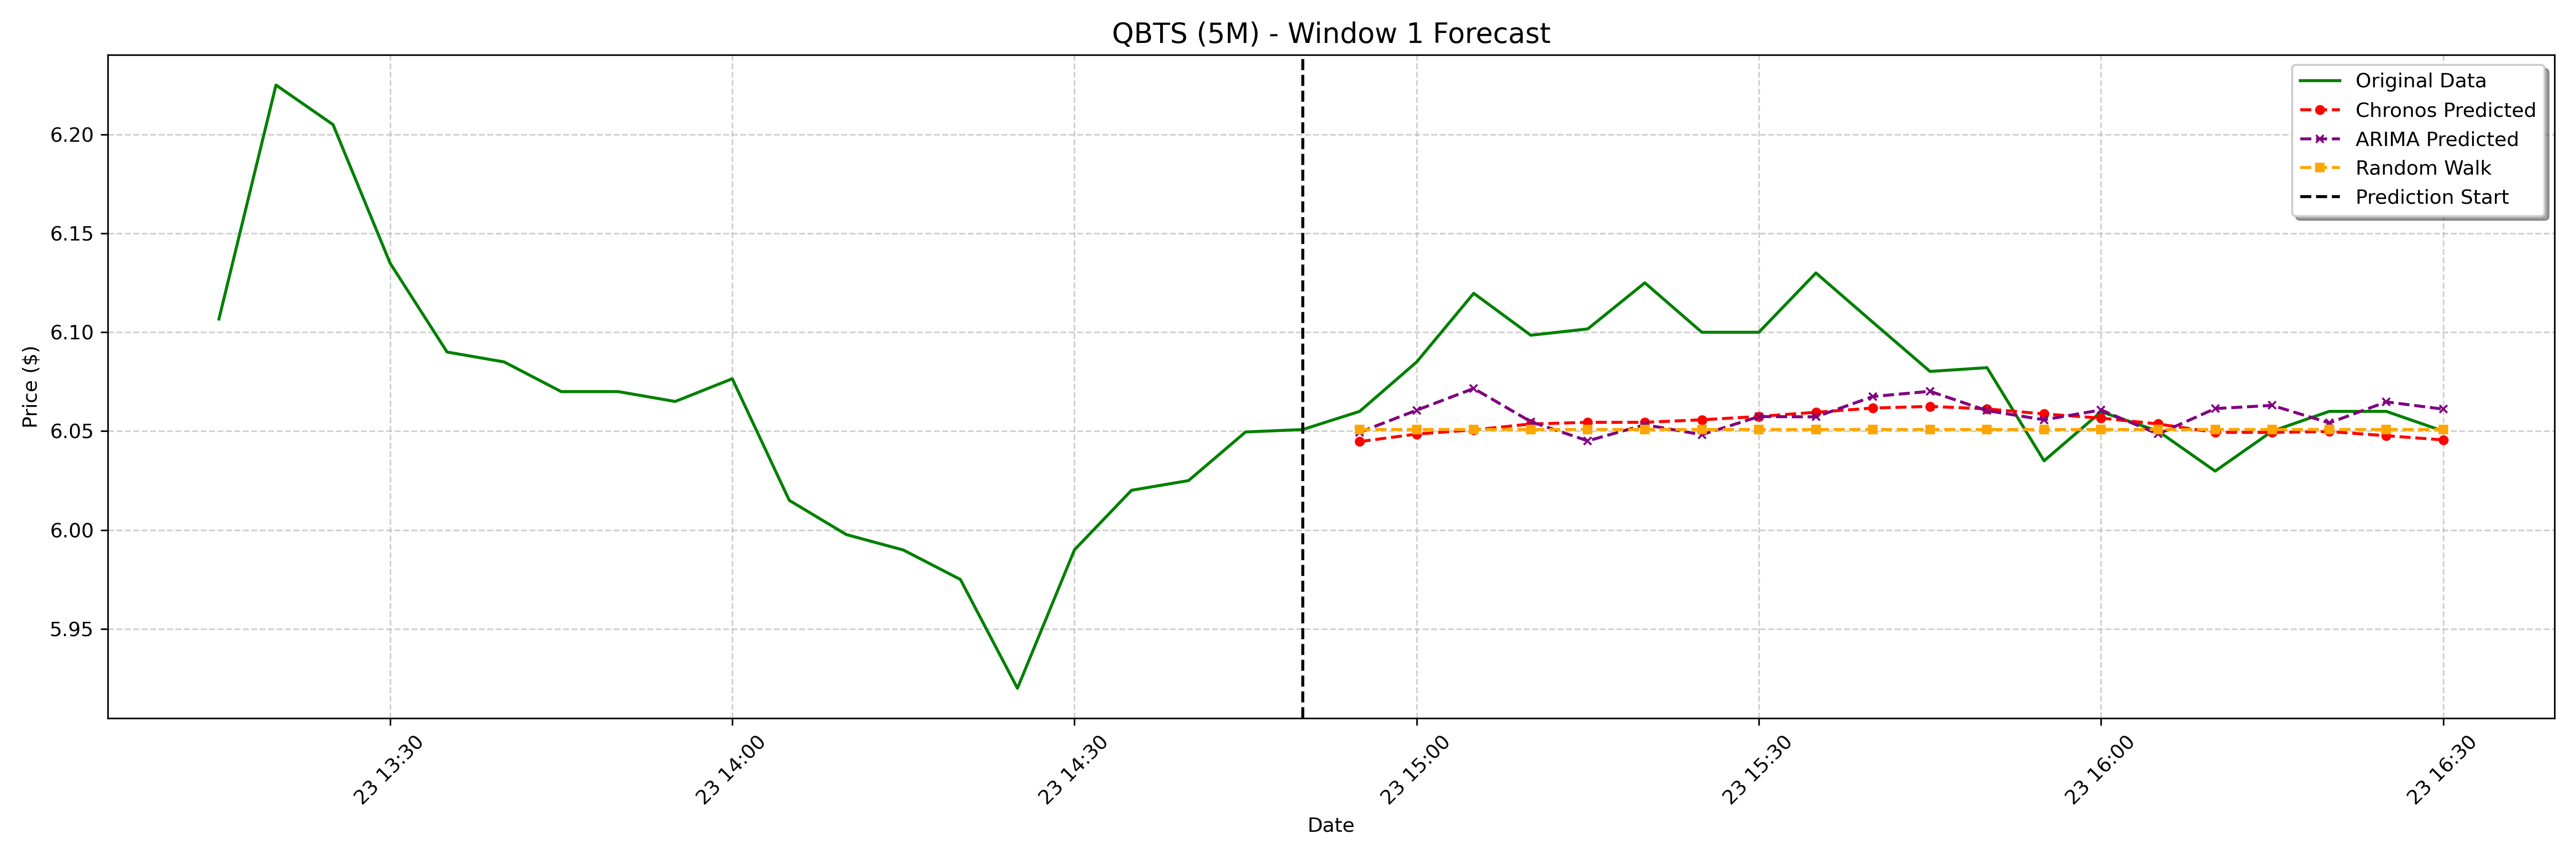 QBTS (5M) - Window 1 Forecast
Original Data
Chronos Predicted
ARIMA Predicted
Random Walk
Prediction Start
Price ($)
6.20
6.15
6.10
6.05
6.00
5.95
23 13:30
23 14:00
23 14:30
23 15:00
23 15:30
23 16:00
23 16:30
Date